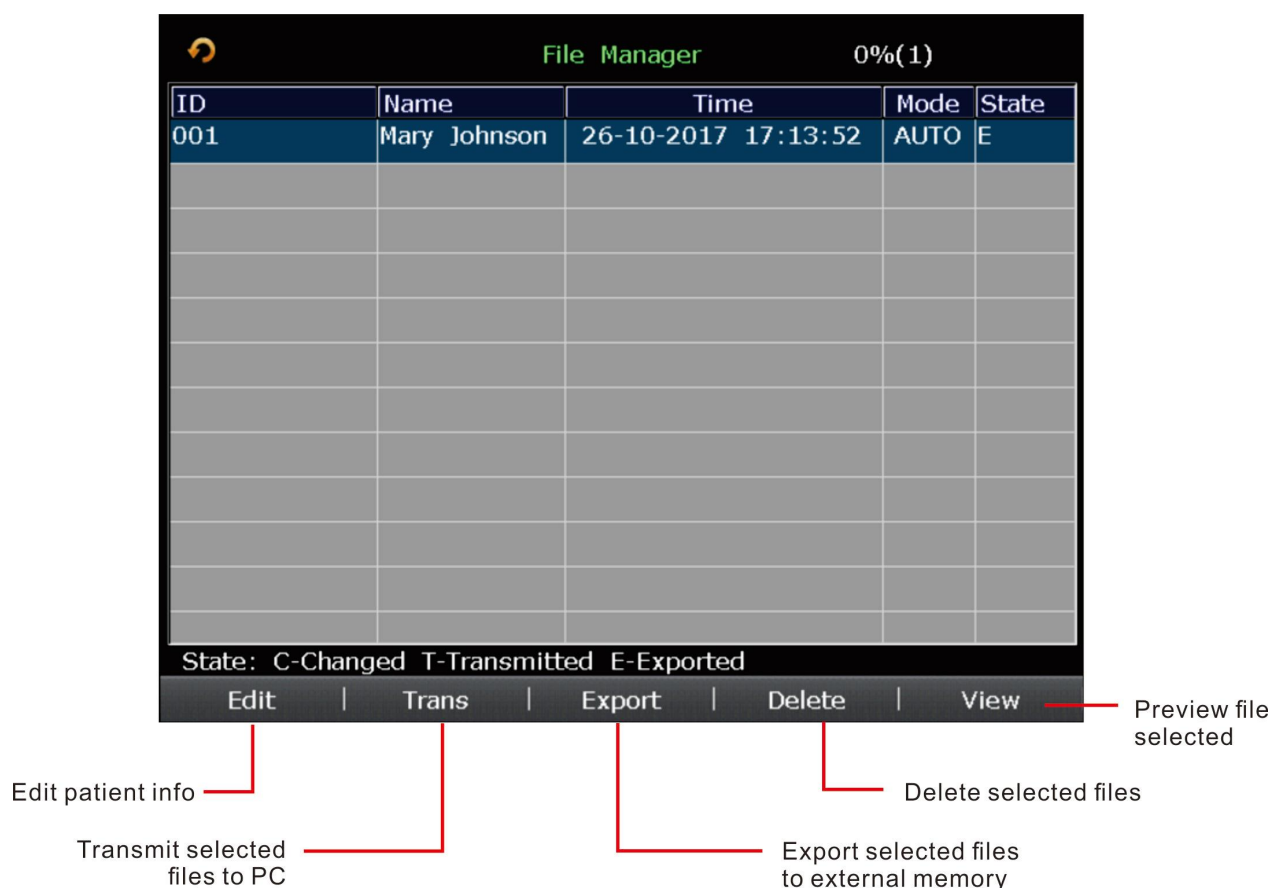 File Manager 0%(1)
ID Name Time Mode State
001 Mary Johnson 26-10-2017 17:13:52 AUTO E
State: C-Changed T-Transmitted E-Exported
Edit | Trans | Export | Delete | View
Preview file
selected
Edit patient info
Delete selected files
Transmit selected
files to PC
Export selected files
to external memory